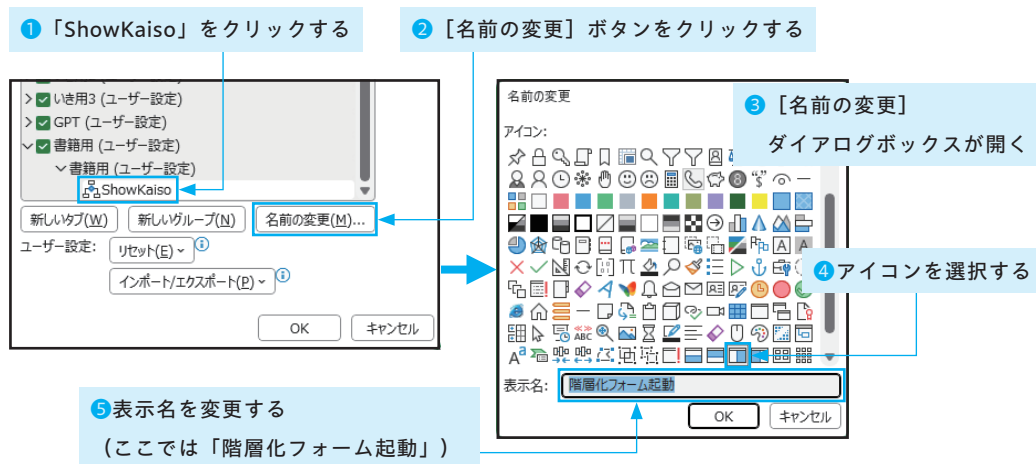 ❶「ShowKaiso」をクリックする
❷［名前の変更］ボタンをクリックする
いき用3 (ユーザー設定)
GPT (ユーザー設定)
書籍用 (ユーザー設定)
書籍用 (ユーザー設定)
ShowKaiso
新しいタブ(W) 新しいグループ(N) 名前の変更(M)...
ユーザー設定: リセット(E)
インポート/エクスポート(P)
OK キャンセル
名前の変更
アイコン:
❸［名前の変更］
ダイアログボックスが開く
❹アイコンを選択する
表示名: 階層化フォーム起動
OK キャンセル
❺表示名を変更する
（ここでは「階層化フォーム起動」）